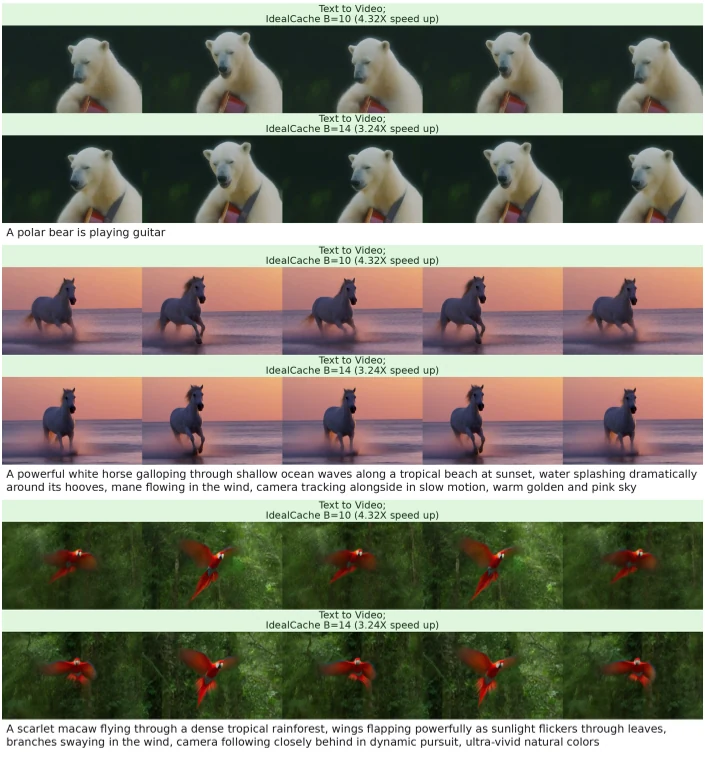 Text to Video;
IdealCache B=10 (4.32X speed up)
Text to Video;
IdealCache B=14 (3.24X speed up)
A polar bear is playing guitar
Text to Video;
IdealCache B=10 (4.32X speed up)
Text to Video;
IdealCache B=14 (3.24X speed up)
A powerful white horse galloping through shallow ocean waves along a tropical beach at sunset, water splashing dramatically
around its hooves, mane flowing in the wind, camera tracking alongside in slow motion, warm golden and pink sky
Text to Video;
IdealCache B=10 (4.32X speed up)
Text to Video;
IdealCache B=14 (3.24X speed up)
A scarlet macaw flying through a dense tropical rainforest, wings flapping powerfully as sunlight flickers through leaves,
branches swaying in the wind, camera following closely behind in dynamic pursuit, ultra-vivid natural colors